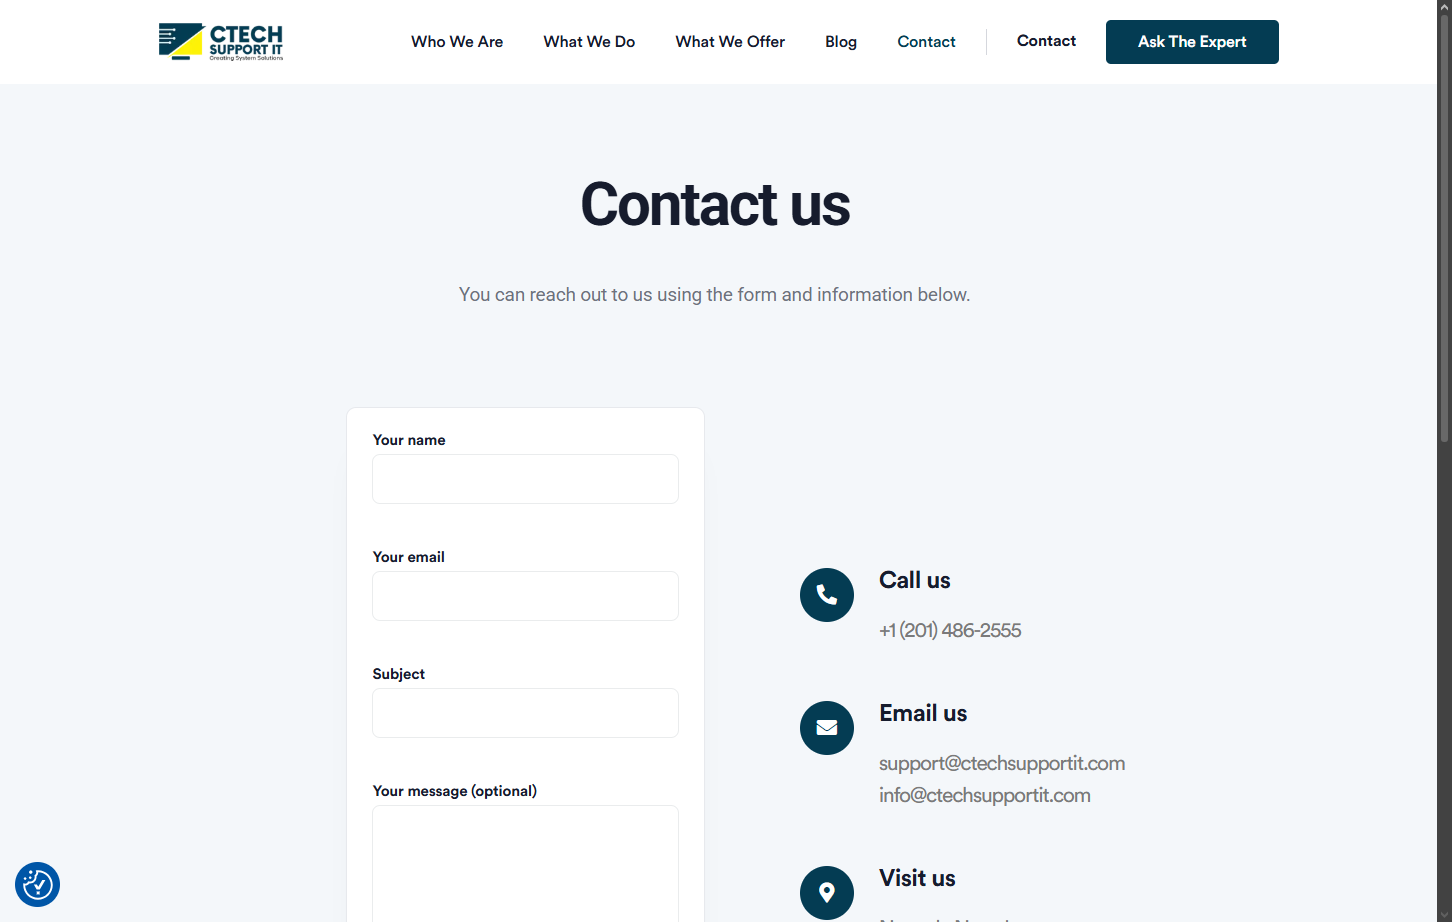 CTECH
SUPPORT IT
Creating System Solutions
Who We Are
What We Do
What We Offer
Blog
Contact
Contact
Ask The Expert
Contact us
You can reach out to us using the form and information below.
Your name
Your email
Subject
Your message (optional)
Call us
+1 (201) 486-2555
Email us
support@ctechsupportit.com
info@ctechsupportit.com
Visit us